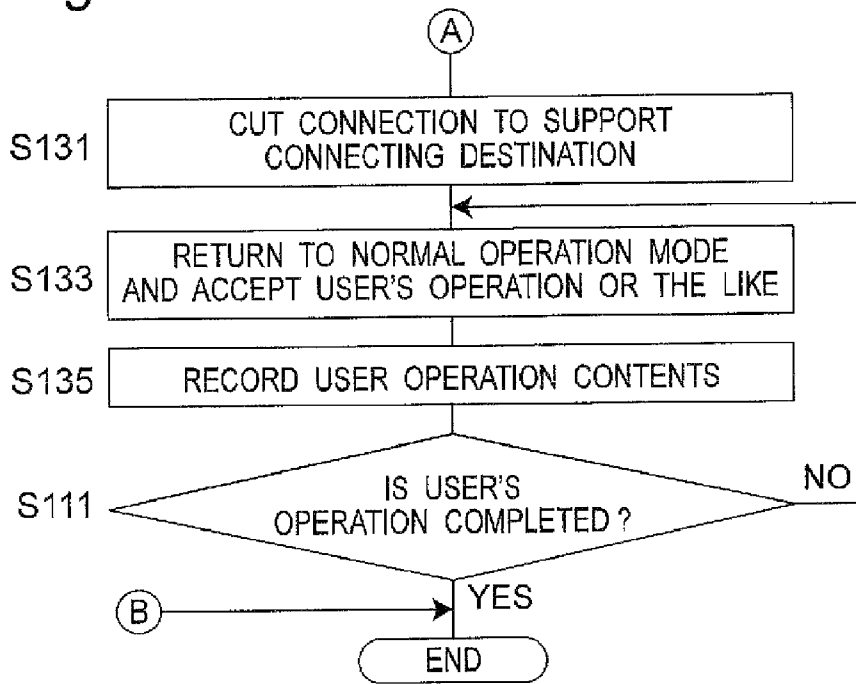 A
S131
CUT CONNECTION TO SUPPORT
CONNECTING DESTINATION
S133
RETURN TO NORMAL OPERATION MODE
AND ACCEPT USER'S OPERATION OR THE LIKE
S135
RECORD USER OPERATION CONTENTS
S111
IS USER'S
OPERATION COMPLETED?
NO
B
YES
END